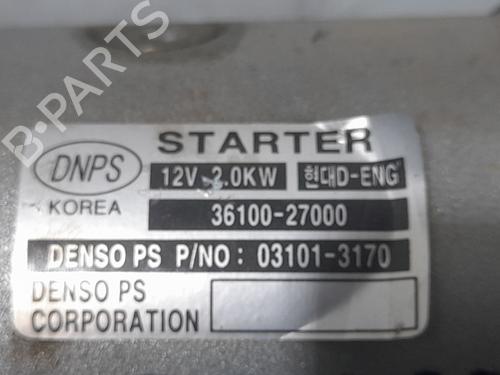 B-PARTS
STARTER
DNPS
12V 2.0KW 현대D-ENG
KOREA
36100-27000
DENSO PS P/NO: 03101-3170
DENSO PS
CORPORATION